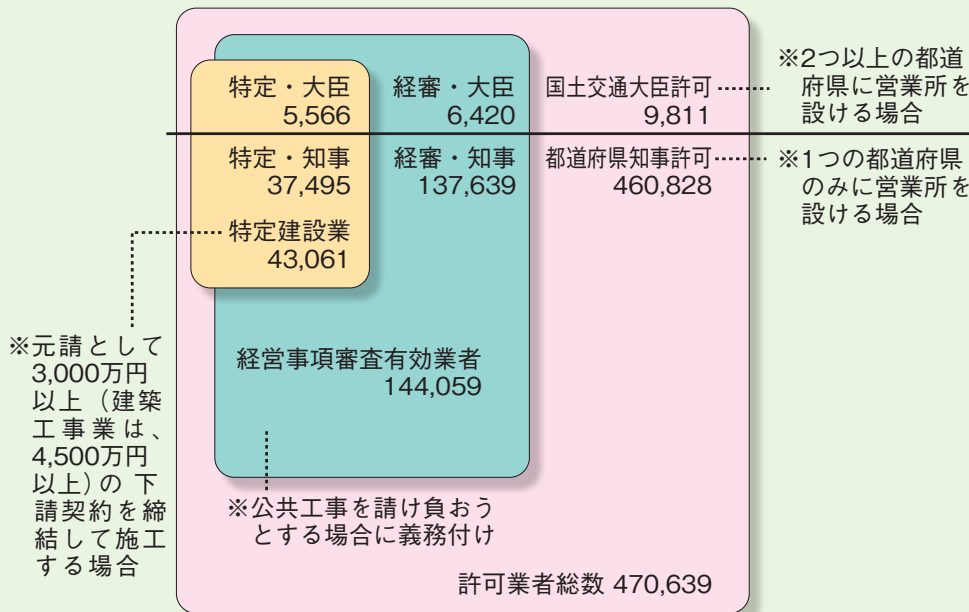 特定・大臣
5,566
経審・大臣
6,420
国土交通大臣許可
9,811
※2つ以上の都道
府県に営業所を
設ける場合
特定・知事
37,495
経審・知事
137,639
都道府県知事許可
460,828
※1つの都道府県
のみに営業所を
設ける場合
特定建設業
43,061
※元請として
3,000万円
以上（建築
工事業は、
4,500万円
以上）の下
請契約を締
結して施工
する場合
経営事項審査有効業者
144,059
※公共工事を請け負おう
とする場合に義務付け
許可業者総数 470,639